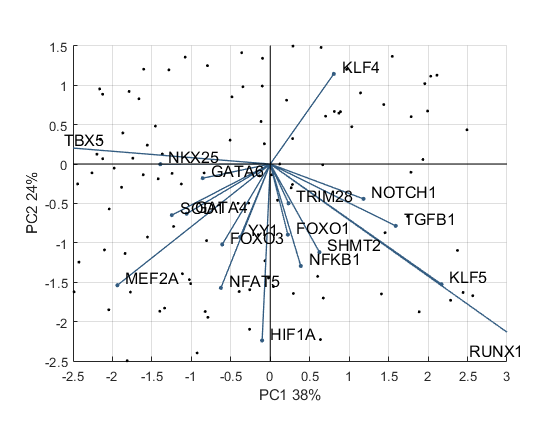 1.5
1
0.5
0
-0.5
-1
-1.5
-2
-2.5
PC2 24%
KLF4
TBX5
NKX25
GATA6
TRIM28
NOTCH1
GATA4
TGFB1
YY1
FOXO1
FOXO3
SHMT2
NFKB1
MEF2A
NFAT5
KLF5
HIF1A
RUNX1
-2.5 -2 -1.5 -1 -0.5 0 0.5 1 1.5 2 2.5 3
PC1 38%